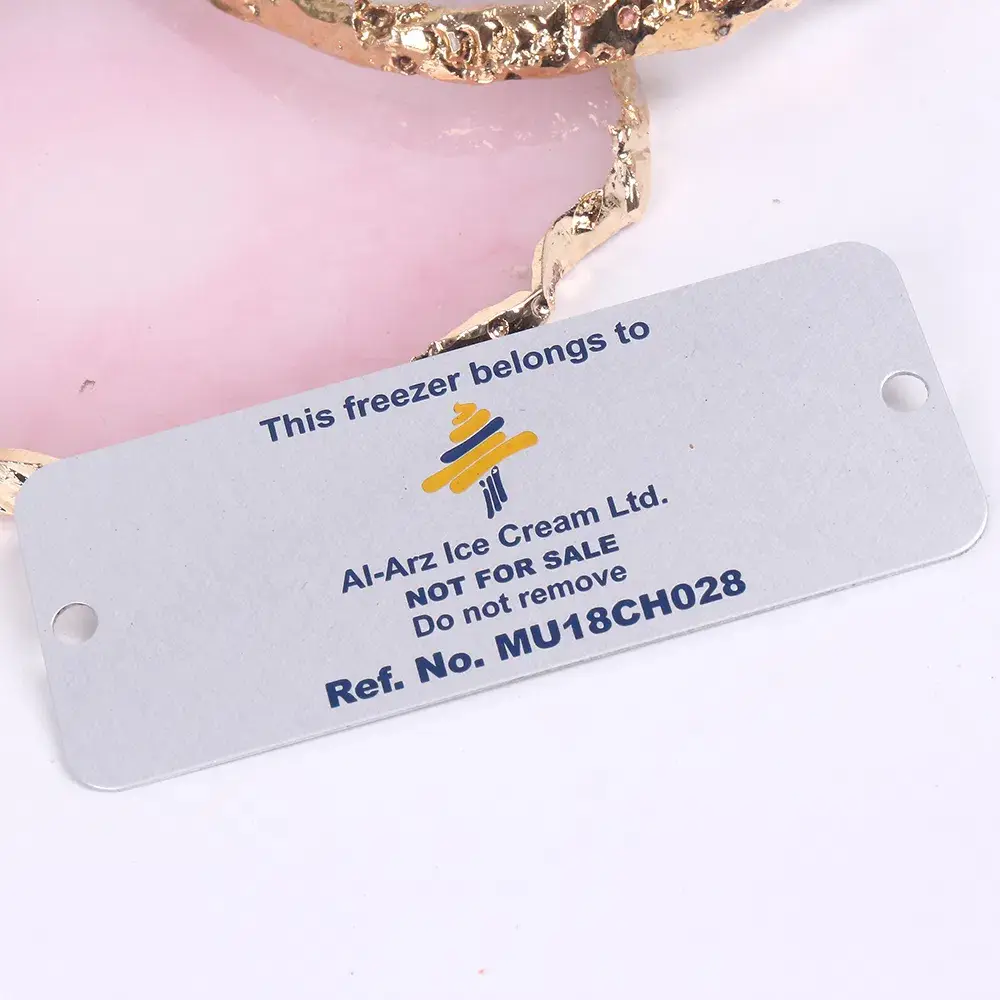 This freezer belongs to
Al-Arz Ice Cream Ltd.
NOT FOR SALE
Do not remove
Ref. No. MU18CH028